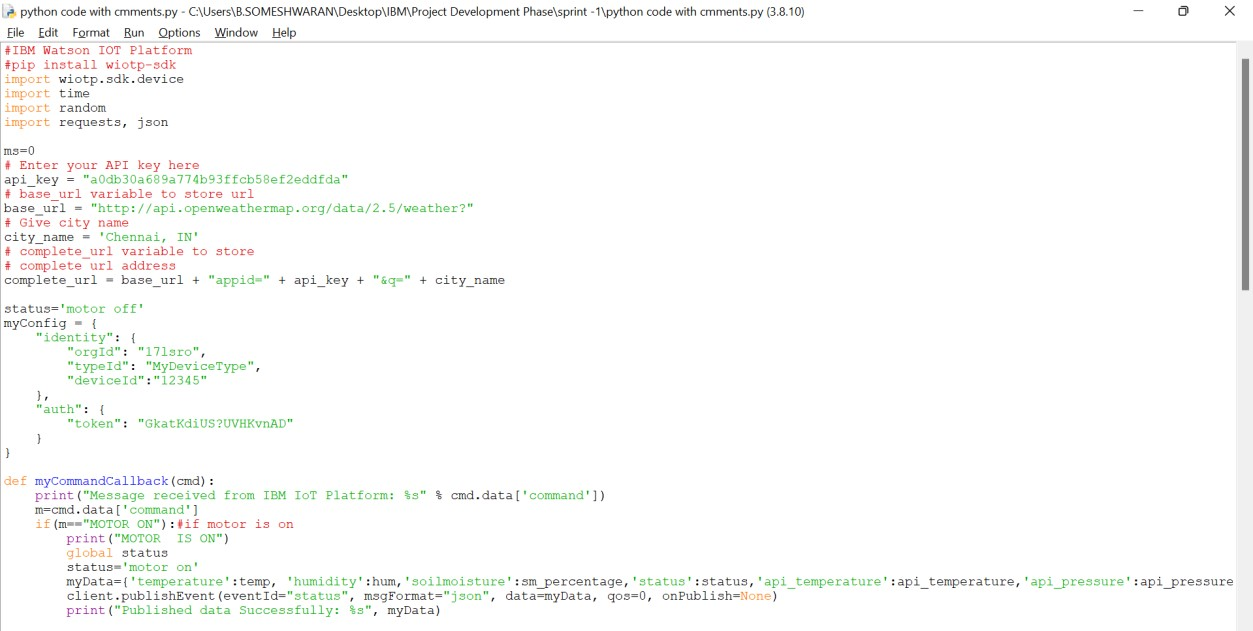 python code with cmments.py - C:\Users\B.SOMESHWARAN\Desktop\IBM\Project Development Phase\sprint -1\python code with cmments.py (3.8.10)
File Edit Format Run Options Window Help
#IBM Watson IOT Platform
#pip install wiotp-sdk
import wiotp.sdk.device
import time
import random
import requests, json

ms=0
# Enter your API key here
api_key = "a0db30a689a774b93ffcb58ef2eddfda"
# base_url variable to store url
base_url = "http://api.openweathermap.org/data/2.5/weather?"
# Give city name
city_name = 'Chennai, IN'
# complete_url variable to store
# complete url address
complete_url = base_url + "appid=" + api_key + "&q=" + city_name

status='motor off'
myConfig = {
    "identity": {
        "orgId": "17lsro",
        "typeId": "MyDeviceType",
        "deviceId":"12345"
    },
    "auth": {
        "token": "GkatKdiUS?UVHKvnAD"
    }
}

def myCommandCallback(cmd):
    print("Message received from IBM IoT Platform: %s" % cmd.data['command'])
    m=cmd.data['command']
    if(m=="MOTOR ON"):#if motor is on
        print("MOTOR  IS ON")
        global status
        status='motor on'
        myData={'temperature':temp, 'humidity':hum,'soilmoisture':sm_percentage,'status':status,'api_temperature':api_temperature,'api_pressure':api_pressure
        client.publishEvent(eventId="status", msgFormat="json", data=myData, qos=0, onPublish=None)
        print("Published data Successfully: %s", myData)